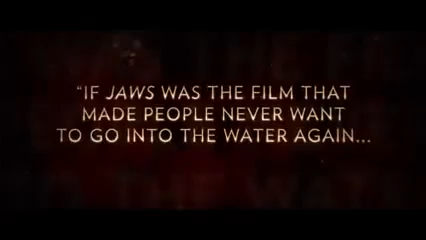 “IF JAWS WAS THE FILM THAT
MADE PEOPLE NEVER WANT
TO GO INTO THE WATER AGAIN...